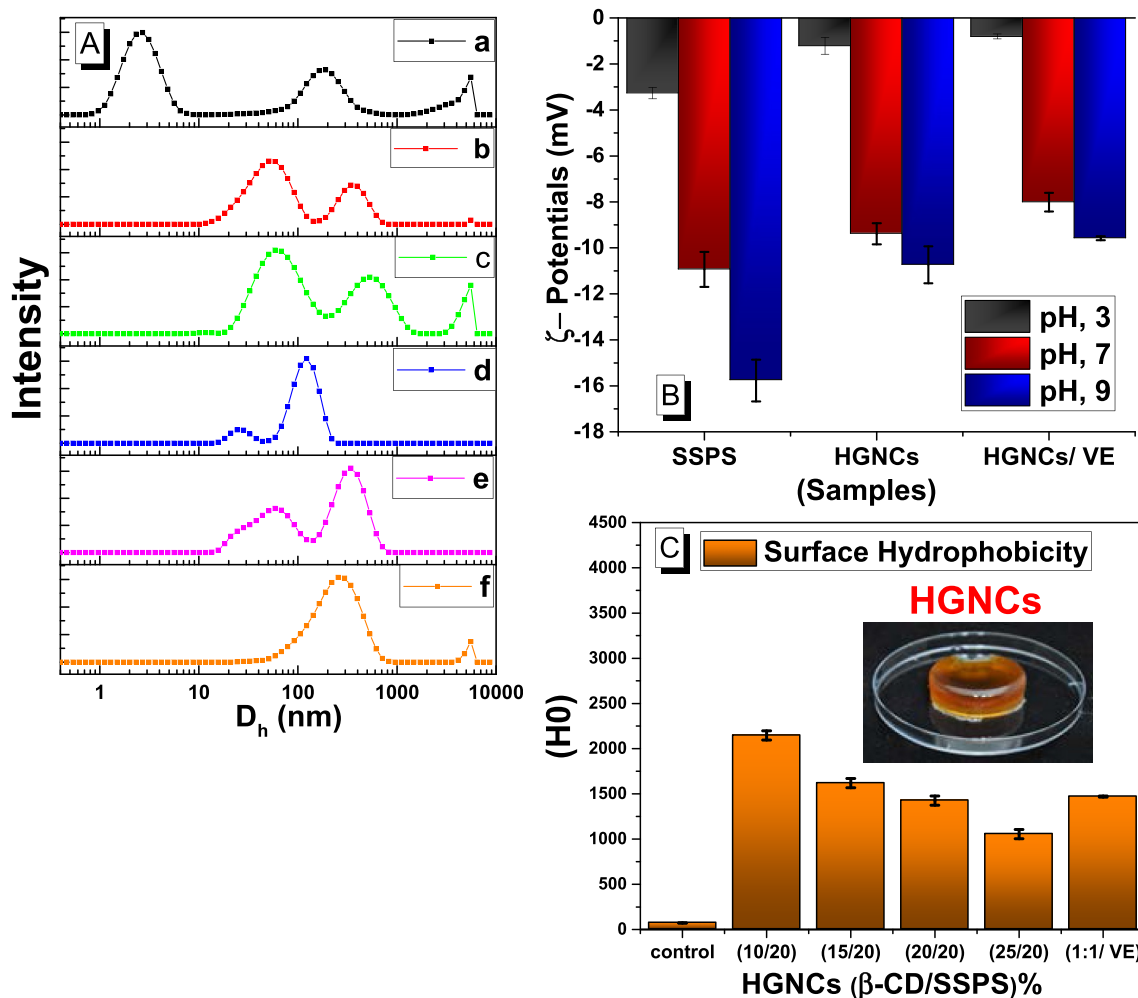 A
a
b
c
d
e
f
Intensity
1
10
100
1000
10000
D_h (nm)
0
-2
-4
-6
-8
-10
-12
-14
-16
-18
ζ– Potentials (mV)
pH, 3
pH, 7
pH, 9
B
SSPS
HGNCs
HGNCs/ VE
(Samples)
C
Surface Hydrophobicity
HGNCs
4500
4000
3500
3000
2500
2000
1500
1000
500
0
(H0)
control
(10/20)
(15/20)
(20/20)
(25/20)
(1:1/ VE)
HGNCs (β-CD/SSPS)%